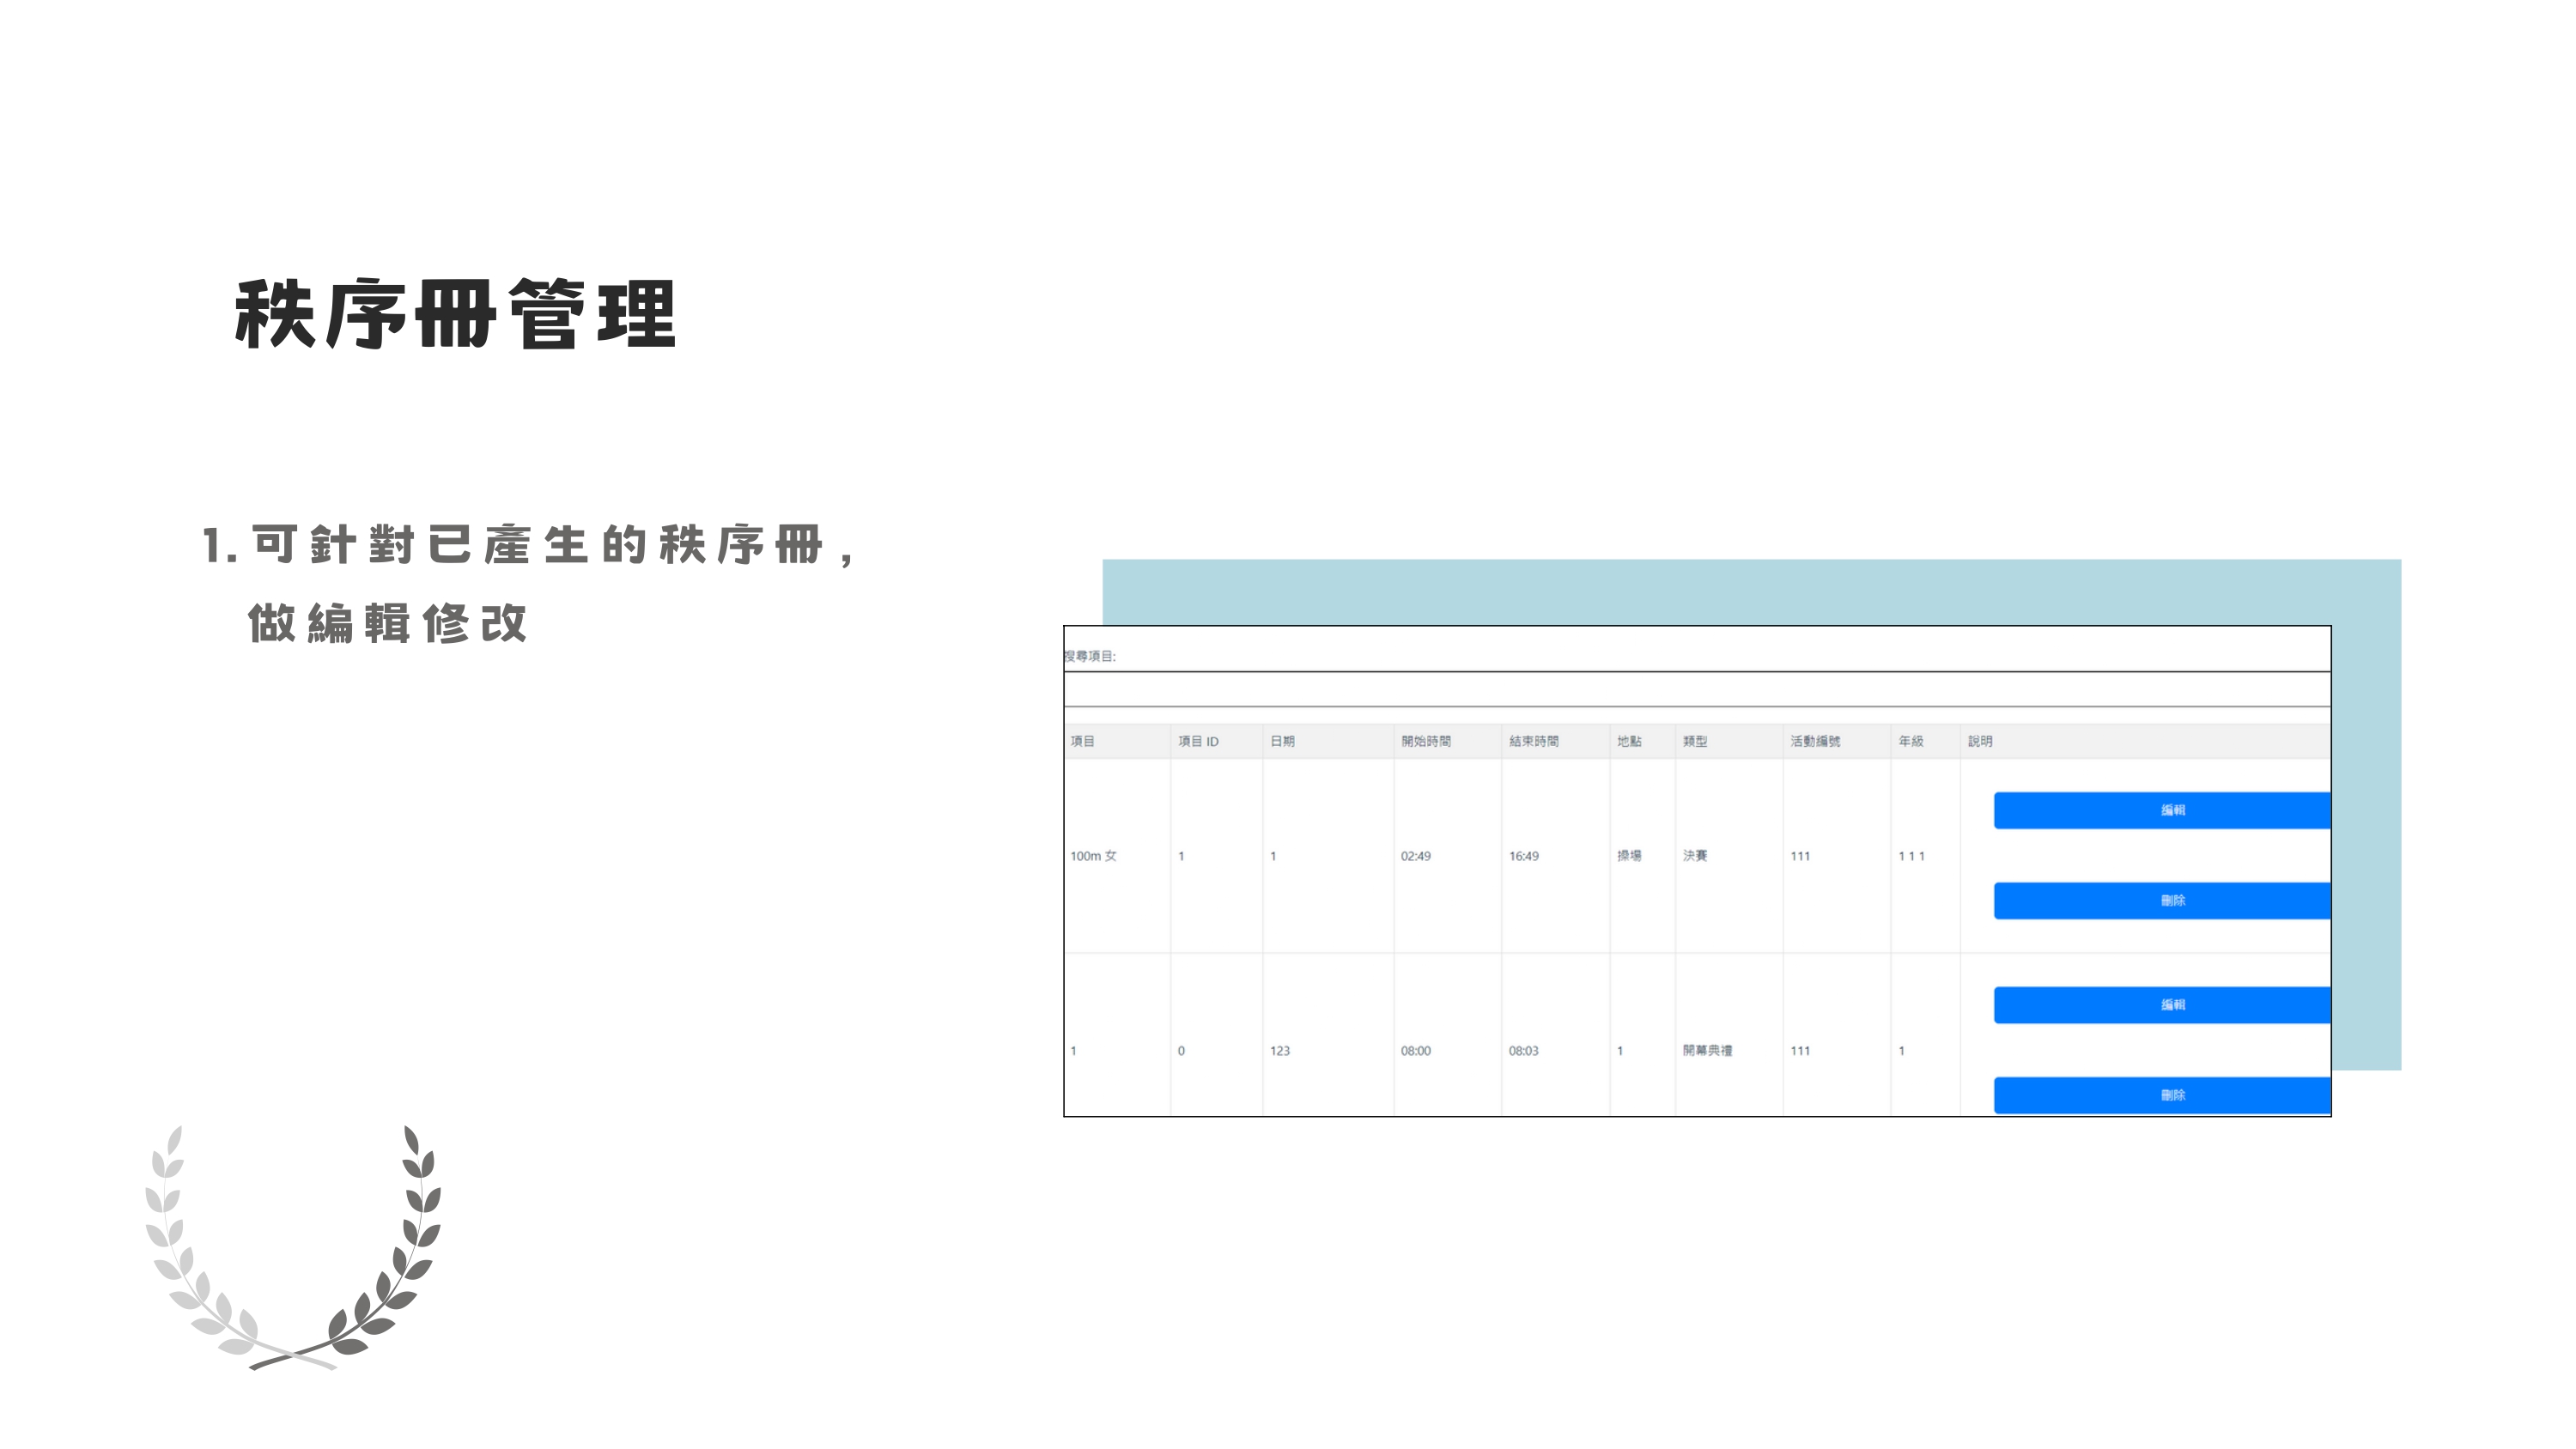 秩序冊管理
1.可針對已產生的秩序冊,
做編輯修改
搜尋項目:
項目 項目 ID 日期 開始時間 結束時間 地點 類型 活動編號 年級 說明
編輯
100m 女 1 1 02:49 16:49 操場 決賽 111 1 1 1
刪除
編輯
1 0 123 08:00 08:03 1 開幕典禮 111 1
刪除